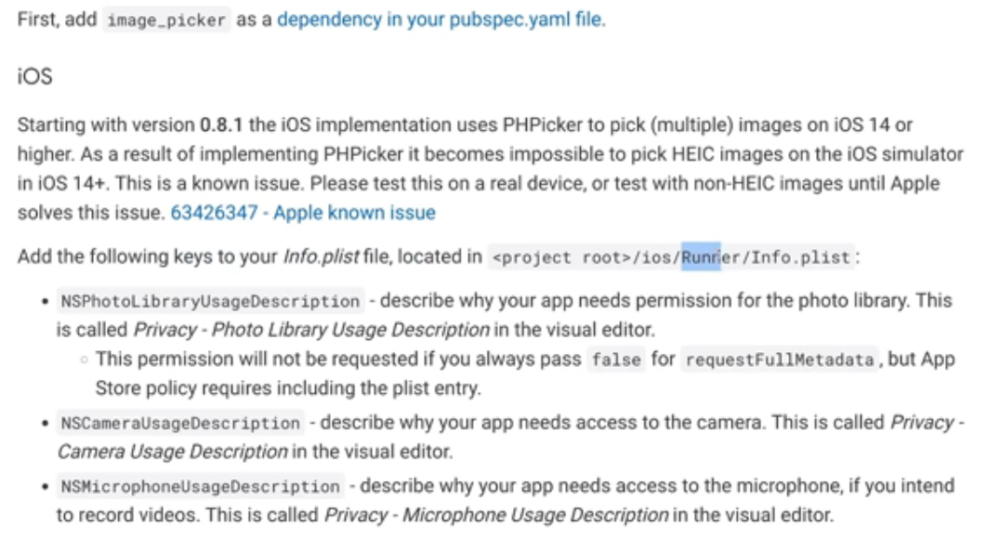 First, add image_picker as a dependency in your pubspec.yaml file.
iOS
Starting with version 0.8.1 the iOS implementation uses PHPicker to pick (multiple) images on iOS 14 or
higher. As a result of implementing PHPicker it becomes impossible to pick HEIC images on the iOS simulator
in iOS 14+. This is a known issue. Please test this on a real device, or test with non-HEIC images until Apple
solves this issue. 63426347 - Apple known issue
Add the following keys to your Info.plist file, located in <project root>/ios/Runner/Info.plist:
• NSPhotoLibraryUsageDescription - describe why your app needs permission for the photo library. This
is called Privacy - Photo Library Usage Description in the visual editor.
◦ This permission will not be requested if you always pass false for requestFullMetadata, but App
Store policy requires including the plist entry.
• NSCameraUsageDescription - describe why your app needs access to the camera. This is called Privacy -
Camera Usage Description in the visual editor.
• NSMicrophoneUsageDescription - describe why your app needs access to the microphone, if you intend
to record videos. This is called Privacy - Microphone Usage Description in the visual editor.